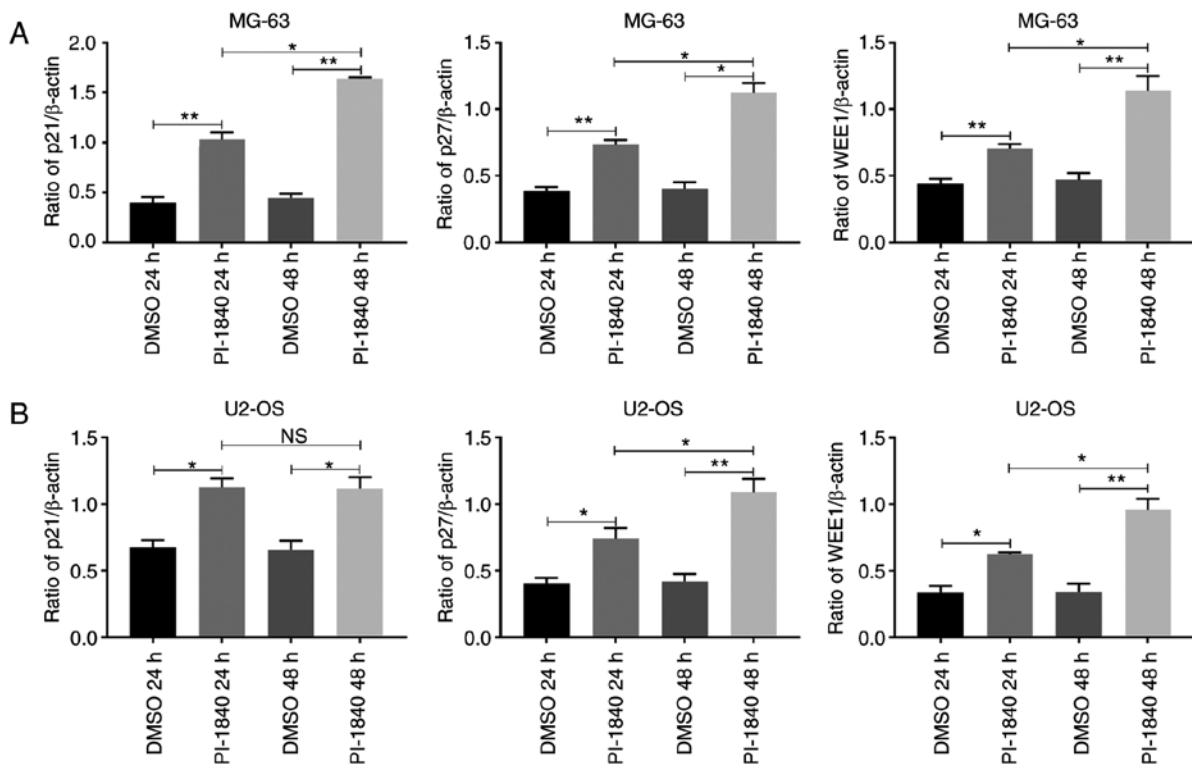 A
MG-63
Ratio of p21/β-actin
2.0
1.5
1.0
0.5
0.0
**
**
*
DMSO 24 h
PI-1840 24 h
DMSO 48 h
PI-1840 48 h
MG-63
Ratio of p27/β-actin
1.5
1.0
0.5
0.0
**
*
*
DMSO 24 h
PI-1840 24 h
DMSO 48 h
PI-1840 48 h
MG-63
Ratio of WEE1/β-actin
1.5
1.0
0.5
0.0
**
**
*
DMSO 24 h
PI-1840 24 h
DMSO 48 h
PI-1840 48 h
B
U2-OS
Ratio of p21/β-actin
1.5
1.0
0.5
0.0
*
NS
*
DMSO 24 h
PI-1840 24 h
DMSO 48 h
PI-1840 48 h
U2-OS
Ratio of p27/β-actin
1.5
1.0
0.5
0.0
*
*
**
DMSO 24 h
PI-1840 24 h
DMSO 48 h
PI-1840 48 h
U2-OS
Ratio of WEE1/β-actin
1.5
1.0
0.5
0.0
*
*
**
DMSO 24 h
PI-1840 24 h
DMSO 48 h
PI-1840 48 h